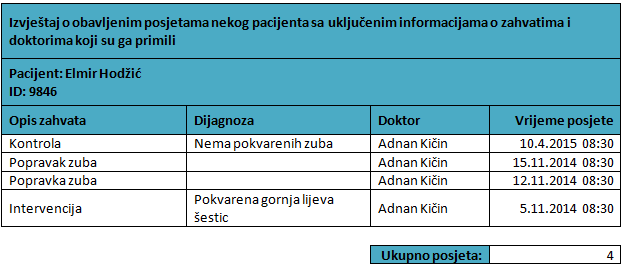 Izvještaj o obavljenim posjetama nekog pacijenta sa uključenim informacijama o zahvatima i
doktorima koji su ga primili
Pacijent: Elmir Hodžić
ID: 9846
Opis zahvata Dijagnoza Doktor Vrijeme posjete
Kontrola Nema pokvarenih zuba Adnan Kičin 10.4.2015 08:30
Popravak zuba Adnan Kičin 15.11.2014 08:30
Popravka zuba Adnan Kičin 12.11.2014 08:30
Intervencija Pokvarena gornja lijeva šestic Adnan Kičin 5.11.2014 08:30
Ukupno posjeta: 4